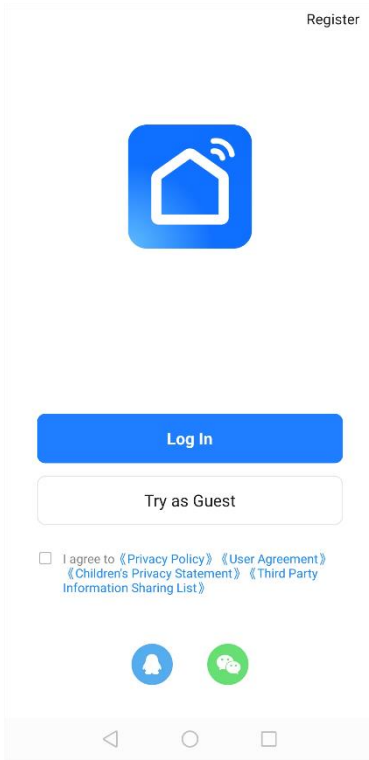 Register
Log In
Try as Guest
I agree to《Privacy Policy》《User Agreement》
《Children's Privacy Statement》《Third Party
Information Sharing List》